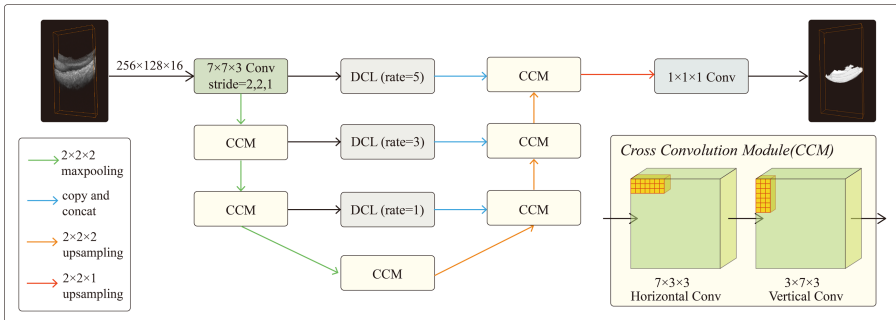 256×128×16
7×7×3 Conv
stride=2,2,1
DCL (rate=5)
CCM
1×1×1 Conv
CCM
DCL (rate=3)
CCM
CCM
DCL (rate=1)
CCM
CCM
2×2×2
maxpooling
copy and
concat
2×2×2
upsampling
2×2×1
upsampling
Cross Convolution Module(CCM)
7×3×3
Horizontal Conv
3×7×3
Vertical Conv